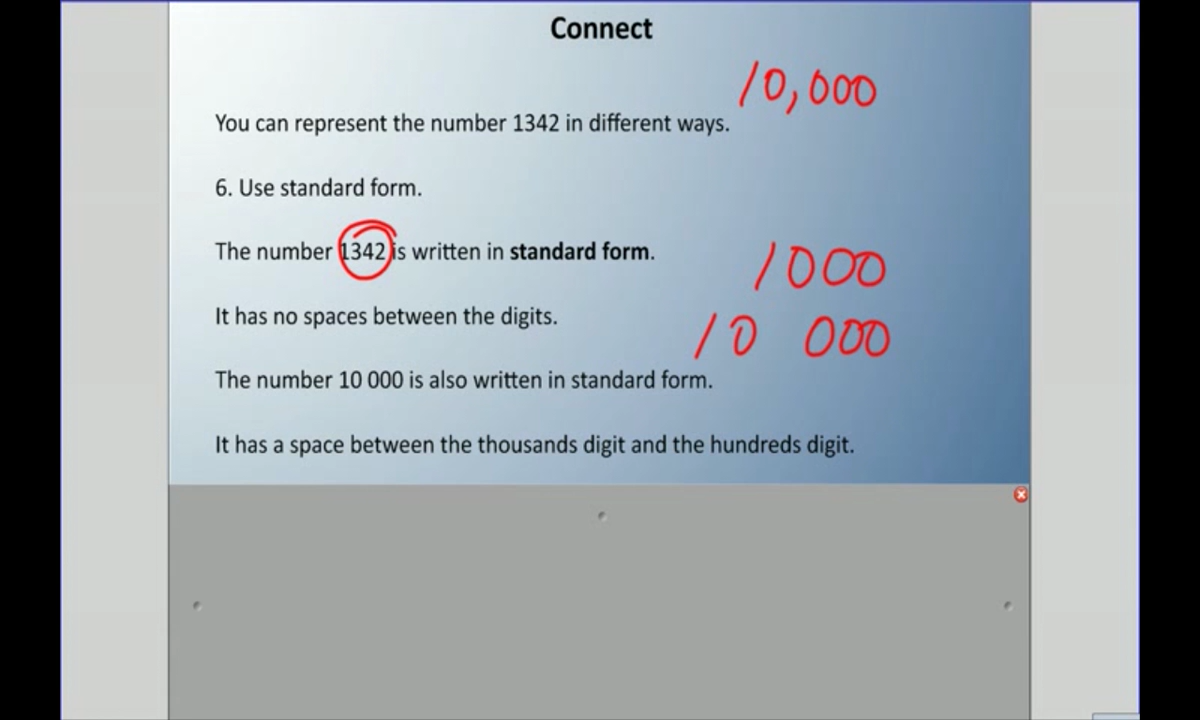 Connect
10,000
You can represent the number 1342 in different ways.
6. Use standard form.
The number 1342 is written in standard form.
1000
It has no spaces between the digits.
10 000
The number 10 000 is also written in standard form.
It has a space between the thousands digit and the hundreds digit.